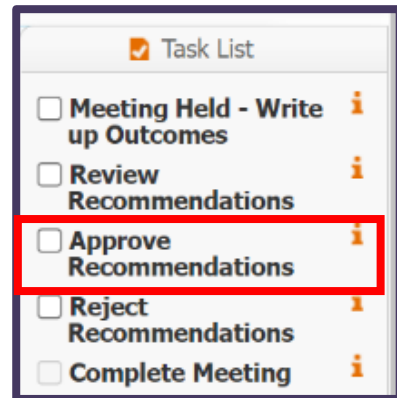 Task List
Meeting Held - Write
up Outcomes
Review
Recommendations
Approve
Recommendations
Reject
Recommendations
Complete Meeting